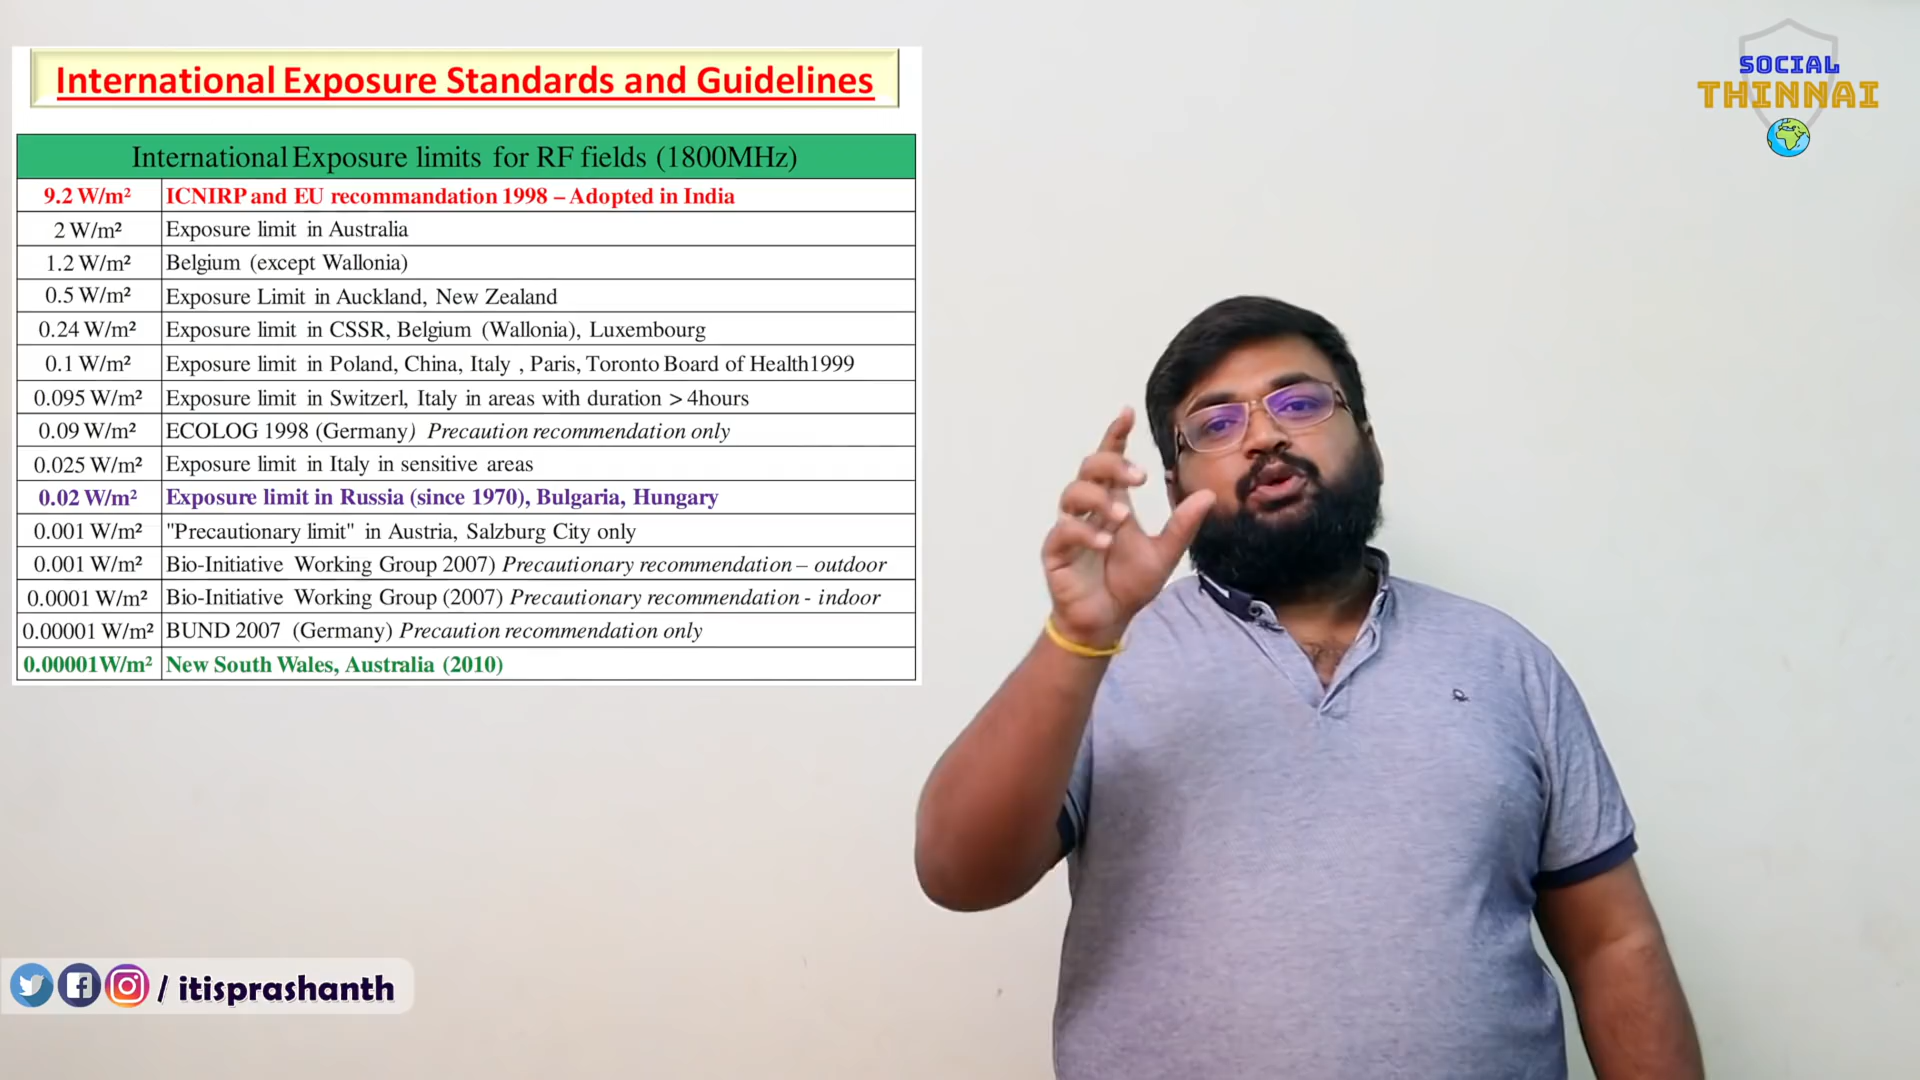 International Exposure Standards and Guidelines
International Exposure limits for RF fields (1800MHz)
9.2 W/m² ICNIRP and EU recommandation 1998 – Adopted in India
2 W/m² Exposure limit in Australia
1.2 W/m² Belgium (except Wallonia)
0.5 W/m² Exposure Limit in Auckland, New Zealand
0.24 W/m² Exposure limit in CSSR, Belgium (Wallonia), Luxembourg
0.1 W/m² Exposure limit in Poland, China, Italy , Paris, Toronto Board of Health1999
0.095 W/m² Exposure limit in Switzerl, Italy in areas with duration > 4hours
0.09 W/m² ECOLOG 1998 (Germany) Precaution recommendation only
0.025 W/m² Exposure limit in Italy in sensitive areas
0.02 W/m² Exposure limit in Russia (since 1970), Bulgaria, Hungary
0.001 W/m² "Precautionary limit" in Austria, Salzburg City only
0.001 W/m² Bio-Initiative Working Group 2007) Precautionary recommendation – outdoor
0.0001 W/m² Bio-Initiative Working Group (2007) Precautionary recommendation - indoor
0.00001 W/m² BUND 2007 (Germany) Precaution recommendation only
0.00001W/m² New South Wales, Australia (2010)
SOCIAL
THINNAI
/ itisprashanth